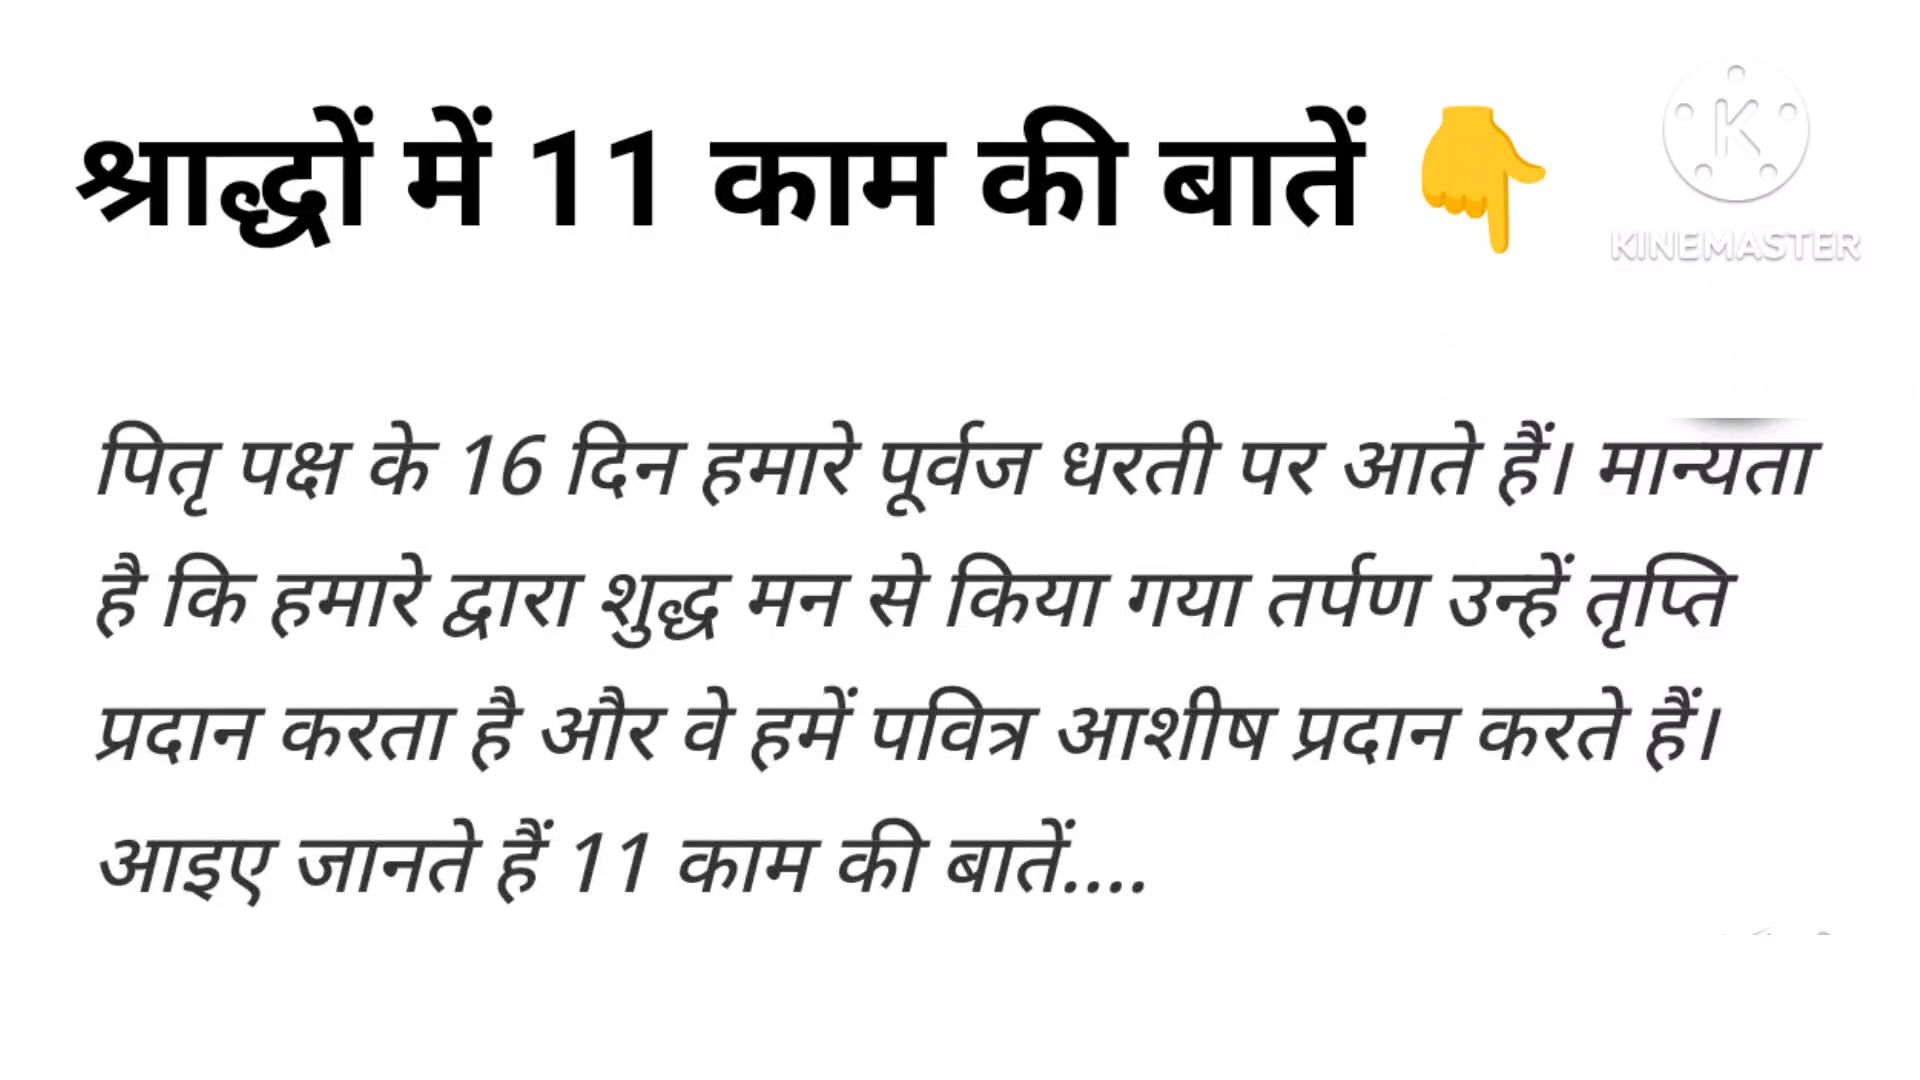 श्राद्धों में 11 काम की बातें 👇
KINEMASTER
पितृ पक्ष के 16 दिन हमारे पूर्वज धरती पर आते हैं। मान्यता
है कि हमारे द्वारा शुद्ध मन से किया गया तर्पण उन्हें तृप्ति
प्रदान करता है और वे हमें पवित्र आशीष प्रदान करते हैं।
आइए जानते हैं 11 काम की बातें....